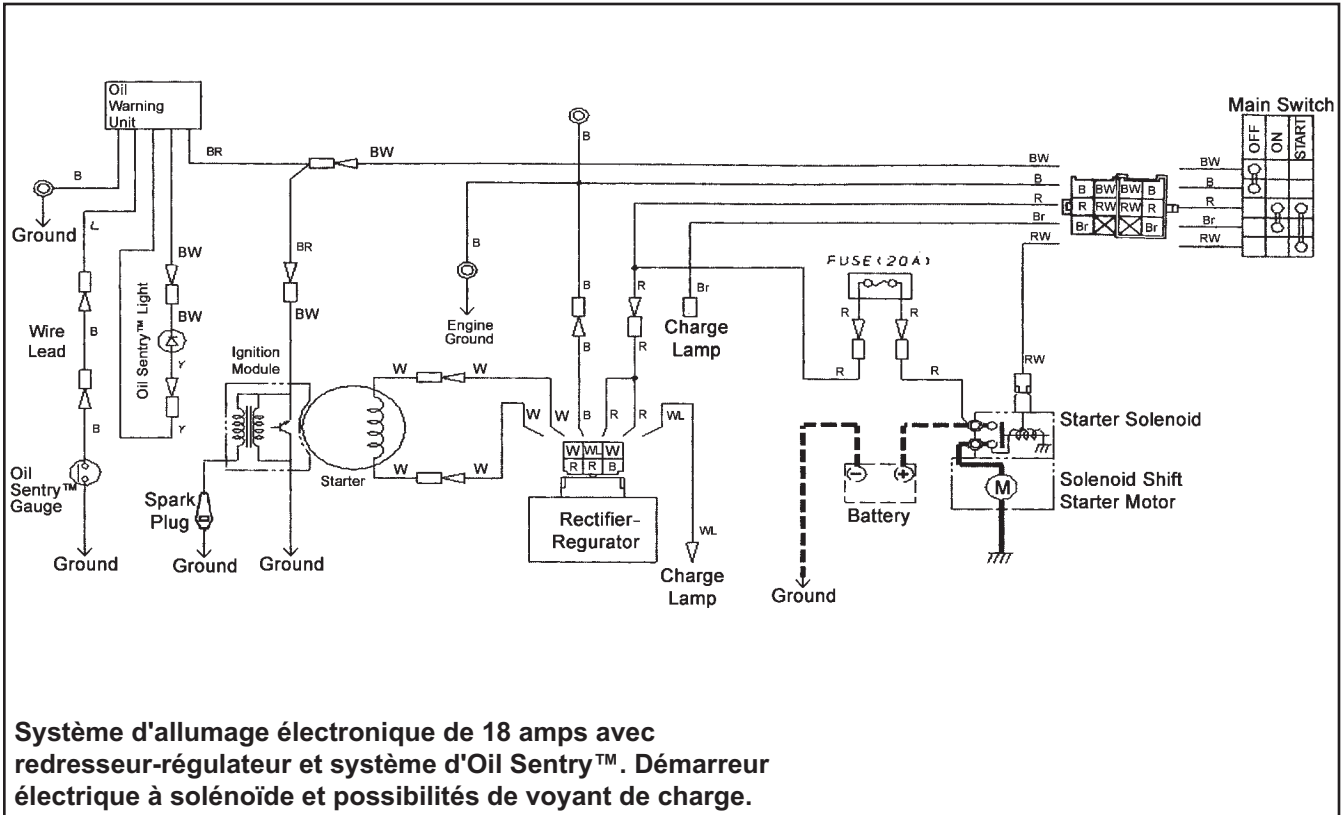 Oil
Warning
Unit
Main Switch
OFF
ON
START
B
BR
BW
B
BW
BW
B
B
R
R
Br
Br
RW
RW
B BW BW B
R RW RW R
Br Br
Ground
L
BW
BR
B
B
R
Br
FUSE(20A)
R
R
BW
Wire
Lead
B
Oil Sentry™ Light
Y
Y
BW
Ignition
Module
Engine
Ground
Charge
Lamp
RW
B
R
W
W
W
W
W
W
B
R
R
WL
R
R
Starter Solenoid
B
Oil
Sentry™
Gauge
Spark
Plug
Starter
W WL W
R R B
Rectifier-
Regurator
WL
−
+
Battery
M
Solenoid Shift
Starter Motor
Ground
Ground
Ground
Charge
Lamp
Ground
Système d'allumage électronique de 18 amps avec
redresseur-régulateur et système d'Oil Sentry™. Démarreur
électrique à solénoïde et possibilités de voyant de charge.